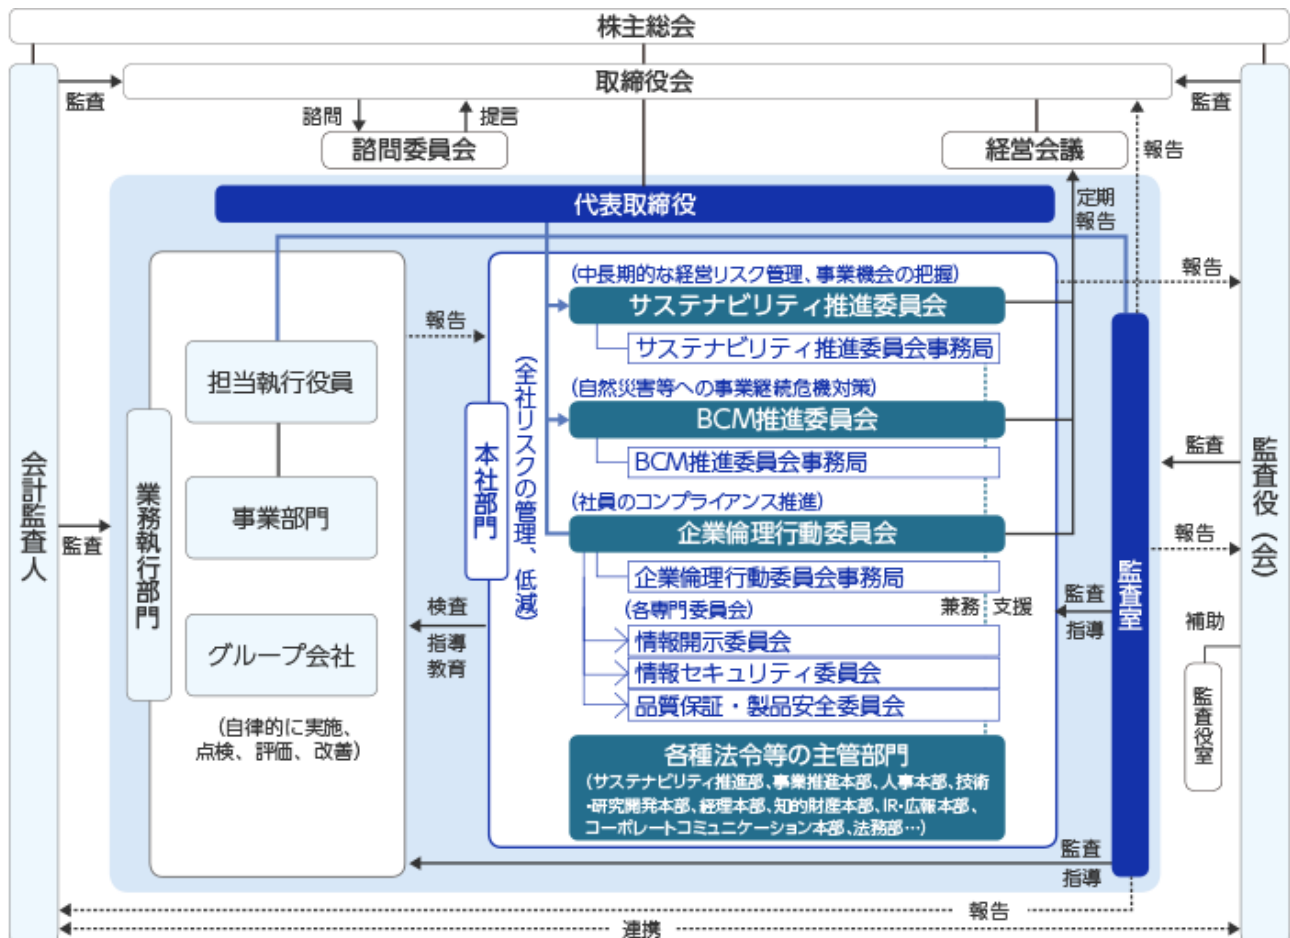 株主総会
取締役会
監査
監査
諮問
提言
報告
諮問委員会
経営会議
代表取締役
定期
報告
(中長期的な経営リスク管理、事業機会の把握)
報告
サステナビリティ推進委員会
報告
サステナビリティ推進委員会事務局
担当執行役員
(自然災害等への事業継続危機対策)
BCM推進委員会
BCM推進委員会事務局
本社部門
(全社リスクの管理、低減)
監査
会計監査人
業務執行部門
監査役(会)
(社員のコンプライアンス推進)
事業部門
企業倫理行動委員会
監査
報告
監査室
企業倫理行動委員会事務局
検査
指導
教育
(各専門委員会)
兼務
支援
監査
指導
補助
グループ会社
情報開示委員会
情報セキュリティ委員会
品質保証・製品安全委員会
監査役室
(自律的に実施、
点検、評価、改善)
各種法令等の主管部門
(サステナビリティ推進部、事業推進本部、人事本部、技術
・研究開発本部、経理本部、知的財産本部、IR・広報本部、
コーポレートコミュニケーション本部、法務部…)
監査
指導
報告
連携